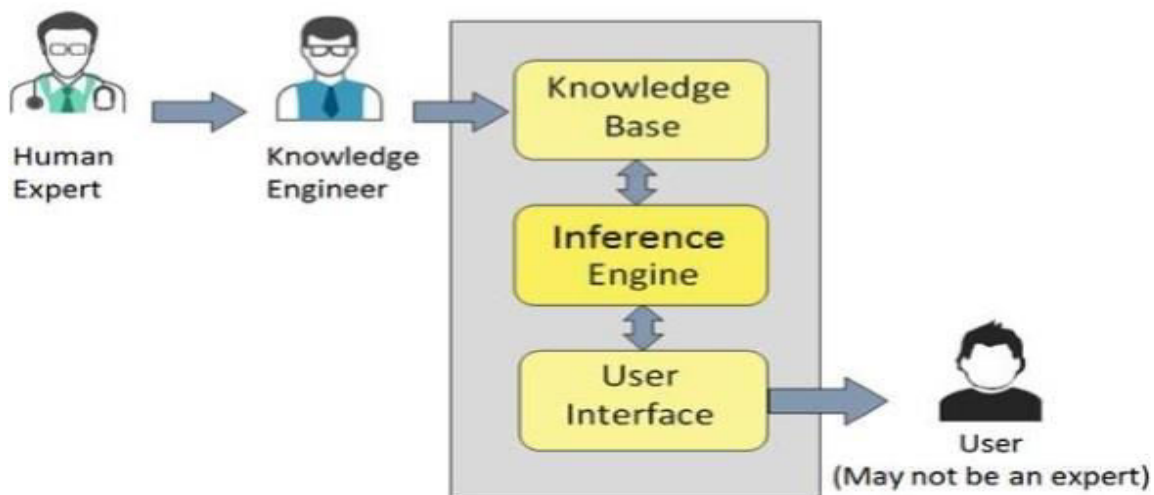 Human
Expert
Knowledge
Engineer
Knowledge
Base
Inference
Engine
User
Interface
User
(May not be an expert)